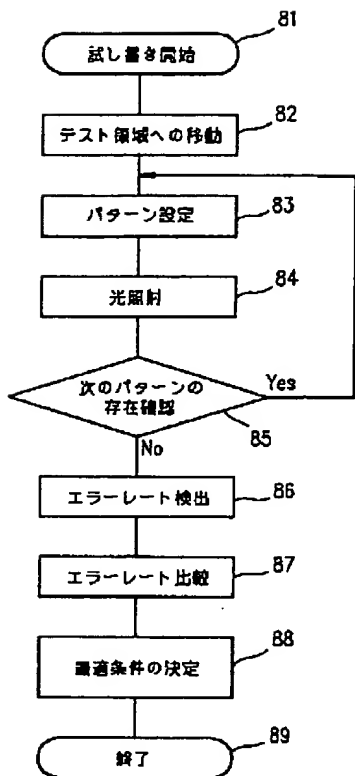 81
試し書き開始
82
テスト領域への移動
83
パターン設定
84
光照射
次のパターンの
存在確認
Yes
85
No
86
エラーレート検出
87
エラーレート比較
88
最適条件の決定
89
終了